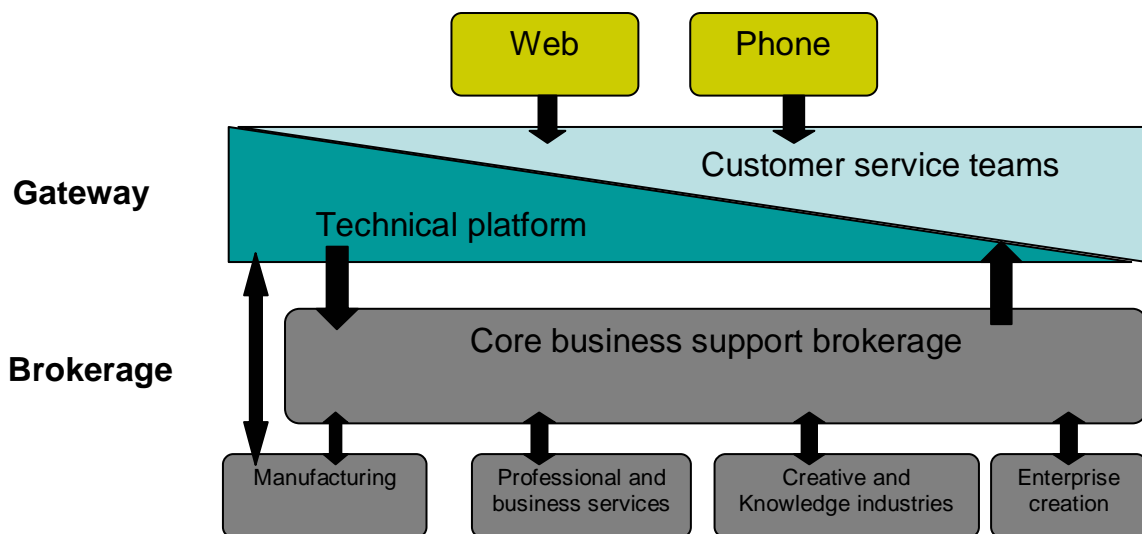 Web
Phone
Customer service teams
Gateway
Technical platform
Core business support brokerage
Brokerage
Manufacturing
Professional and
business services
Creative and
Knowledge industries
Enterprise
creation